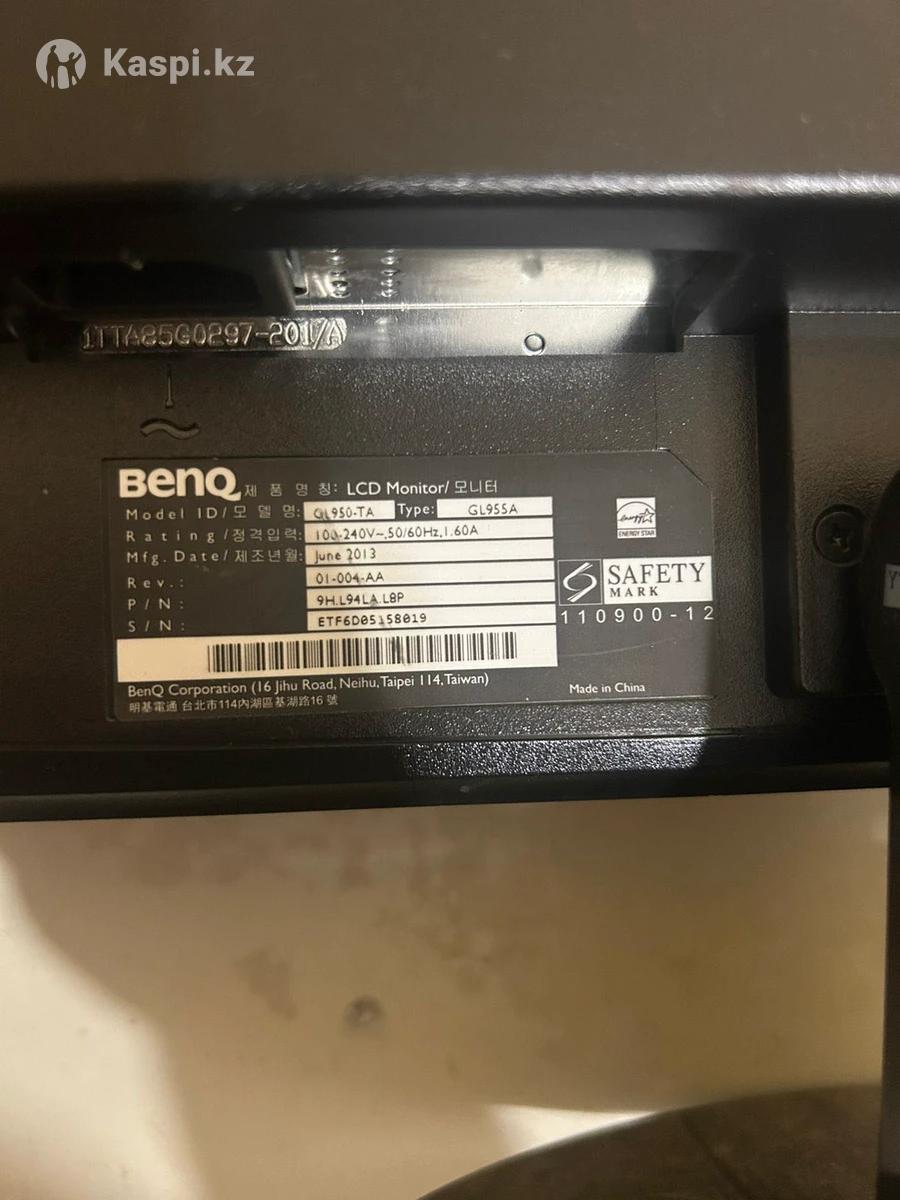 Kaspi.kz
1TTA85G0297-201/A
BenQ 제 품 명 칭: LCD Monitor/ 모니터
Model ID/모 델 명: GL950-TA Type: GL955A
Rating/정격입력: 100-240V~,50/60Hz,1.60A
Mfg. Date/제조년월: June 2013
Rev.: 01-004-AA
P/N: 9H.L94LA.L8P
S/N: ETF6D05158019
ENERGY STAR
SAFETY
MARK
110900-12
BenQ Corporation (16 Jihu Road, Neihu, Taipei 114, Taiwan)
明基電通 台北市114內湖區基湖路16號
Made in China